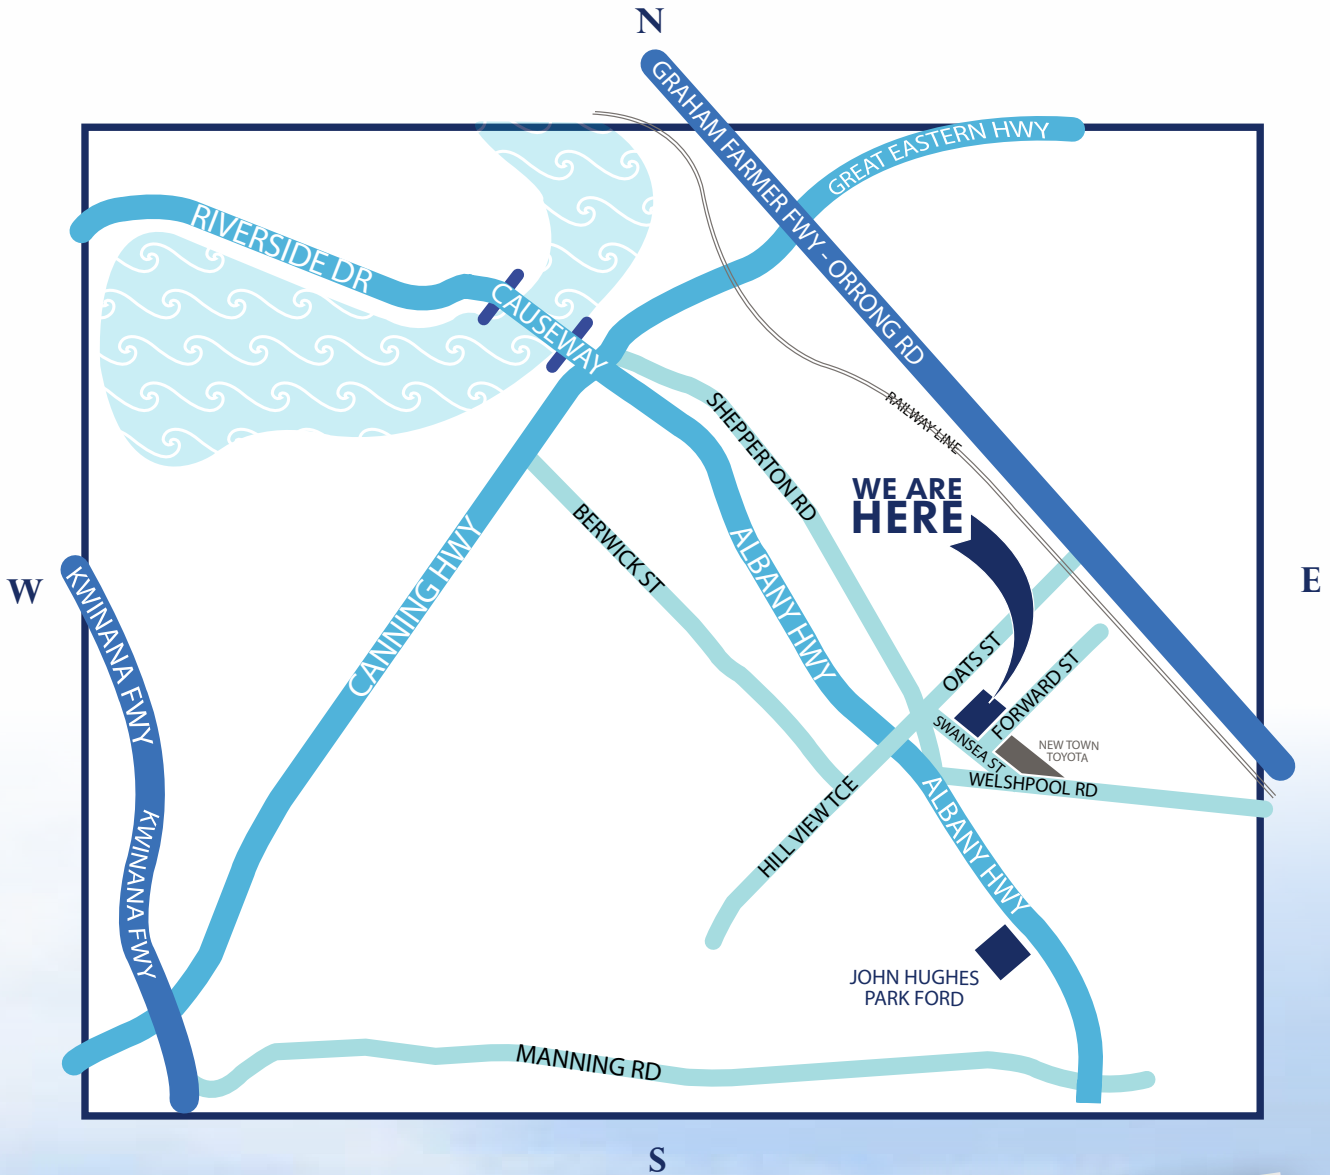 N
GRAHAM FARMER FWY - ORRONG RD
GREAT EASTERN HWY
RIVERSIDE DR
CAUSEWAY
SHEPPERTON RD
RAILWAY LINE
WE ARE
HERE
BERWICK ST
ALBANY HWY
CANNING HWY
W
E
KWINANA FWY
OATS ST
FORWARD ST
SWANSEA ST
NEW TOWN
TOYOTA
WELSHPOOL RD
HILL VIEW TCE
ALBANY HWY
KWINANA FWY
JOHN HUGHES
PARK FORD
MANNING RD
S